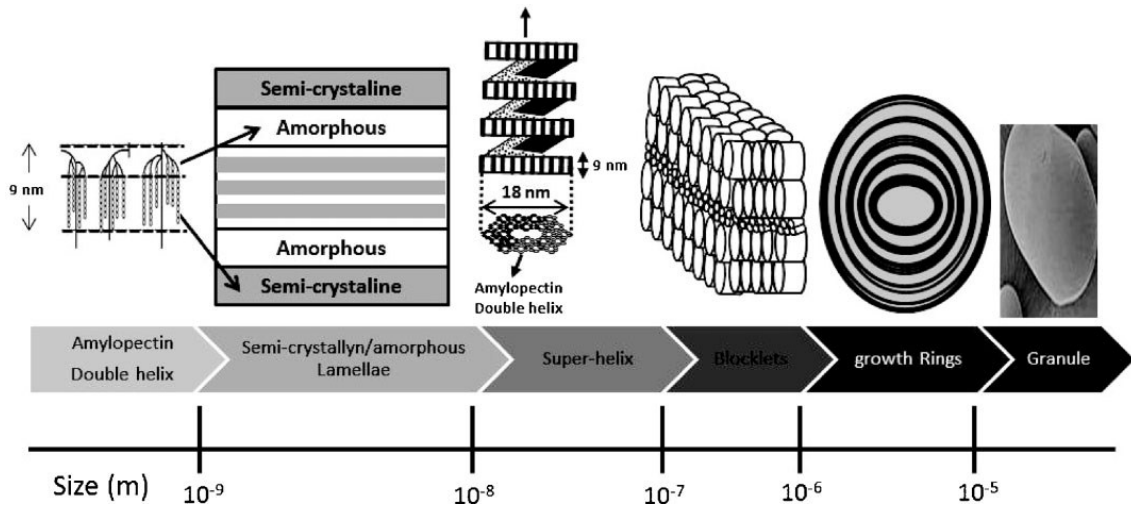 9 nm
Semi-crystaline
Amorphous
Amorphous
Semi-crystaline
9 nm
18 nm
Amylopectin
Double helix
Amylopectin
Double helix
Semi-crystallyn/amorphous
Lamellae
Super-helix
Blocklets
growth Rings
Granule
Size (m)
10⁻⁹
10⁻⁸
10⁻⁷
10⁻⁶
10⁻⁵